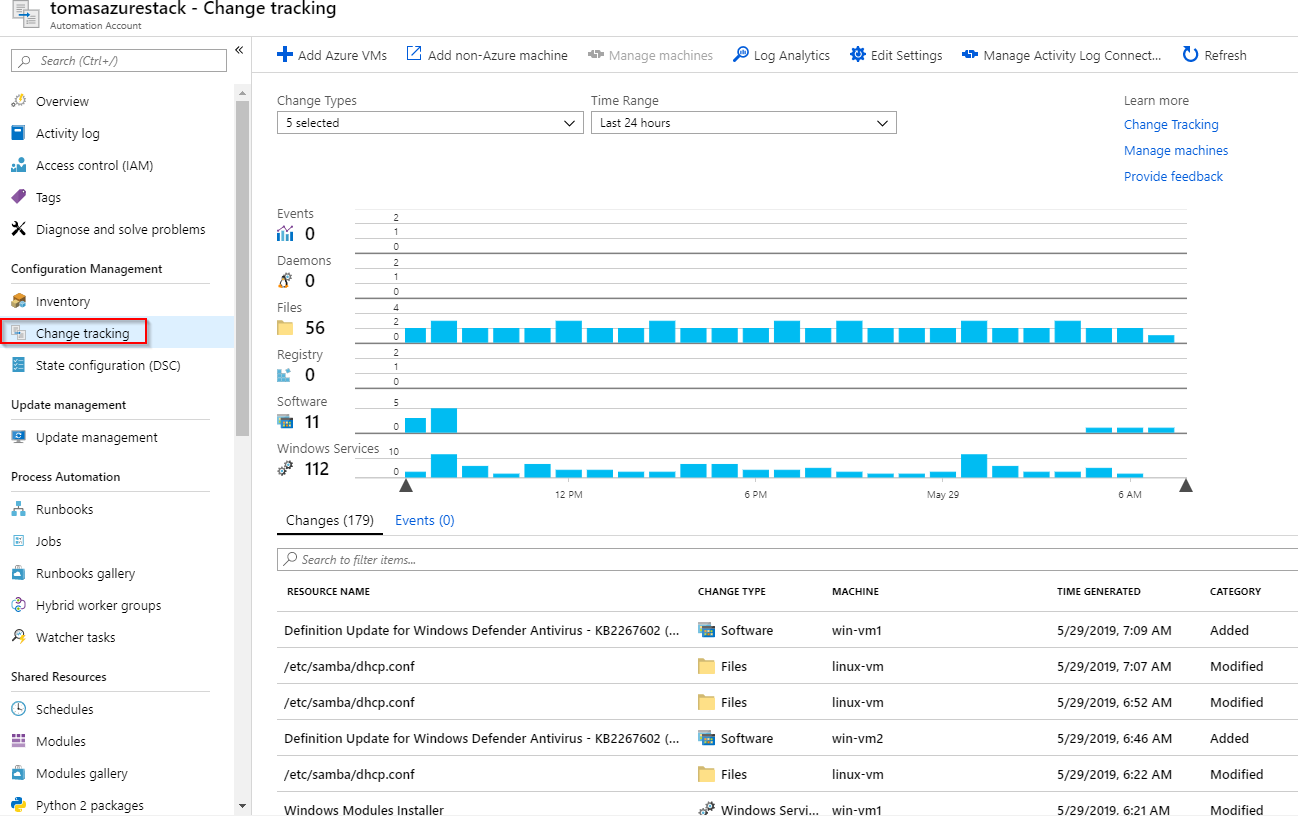 tomasazurestack - Change tracking
Automation Account
Search (Ctrl+/)
«
Overview
Activity log
Access control (IAM)
Tags
Diagnose and solve problems
Configuration Management
Inventory
Change tracking
State configuration (DSC)
Update management
Update management
Process Automation
Runbooks
Jobs
Runbooks gallery
Hybrid worker groups
Watcher tasks
Shared Resources
Schedules
Modules
Modules gallery
Python 2 packages
Add Azure VMs Add non-Azure machine Manage machines Log Analytics Edit Settings Manage Activity Log Connect... Refresh
Change Types Time Range
5 selected Last 24 hours
Learn more
Change Tracking
Manage machines
Provide feedback
Events
0
2
1
0
Daemons
0
2
1
0
Files
56
4
2
0
Registry
0
2
1
0
Software
11
5
0
Windows Services
112
10
0
12 PM 6 PM May 29 6 AM
Changes (179) Events (0)
Search to filter items...
RESOURCE NAME CHANGE TYPE MACHINE TIME GENERATED CATEGORY
Definition Update for Windows Defender Antivirus - KB2267602 (... Software win-vm1 5/29/2019, 7:09 AM Added
/etc/samba/dhcp.conf Files linux-vm 5/29/2019, 7:07 AM Modified
/etc/samba/dhcp.conf Files linux-vm 5/29/2019, 6:52 AM Modified
Definition Update for Windows Defender Antivirus - KB2267602 (... Software win-vm2 5/29/2019, 6:46 AM Added
/etc/samba/dhcp.conf Files linux-vm 5/29/2019, 6:22 AM Modified
Windows Modules Installer Windows Servi... win-vm1 5/29/2019, 6:21 AM Modified